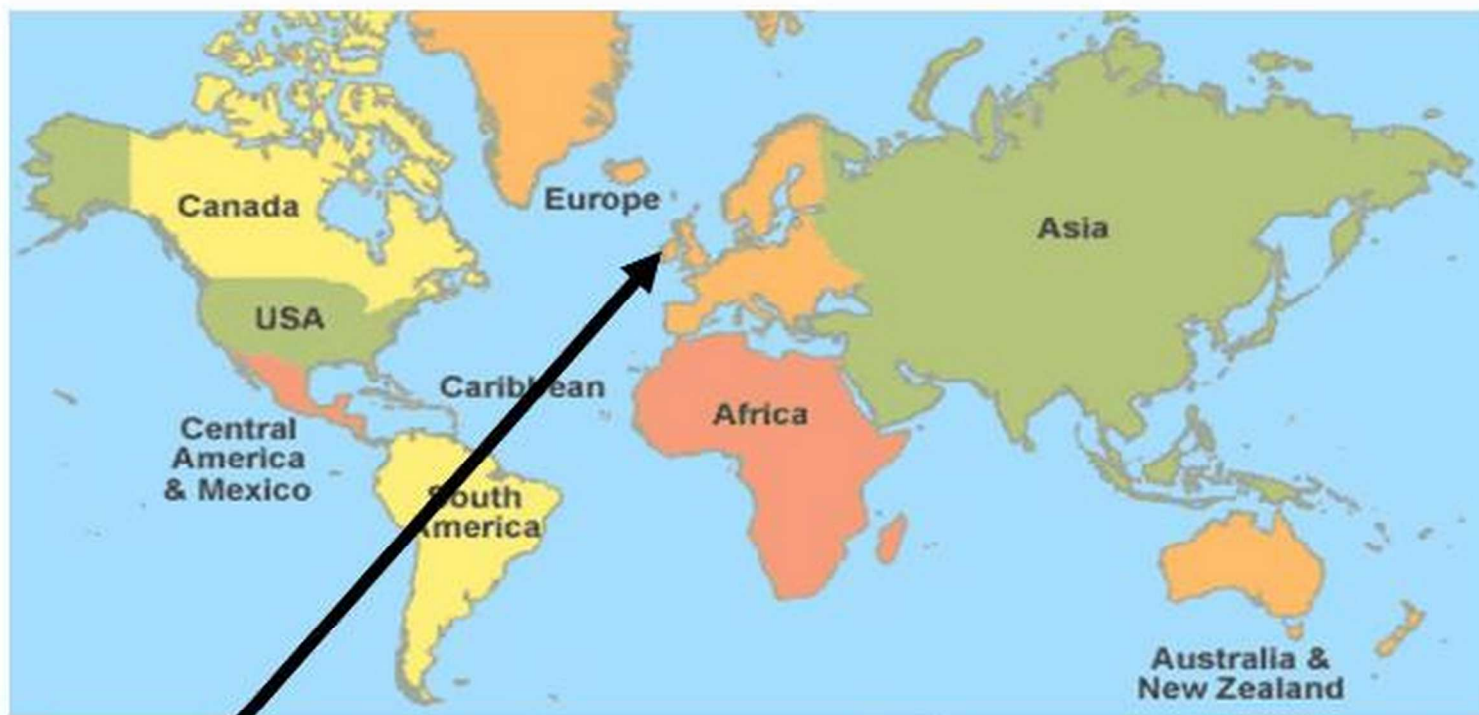 Europe
Canada
Asia
USA
Caribbean
Africa
Central
America
& Mexico
South
America
Australia &
New Zealand